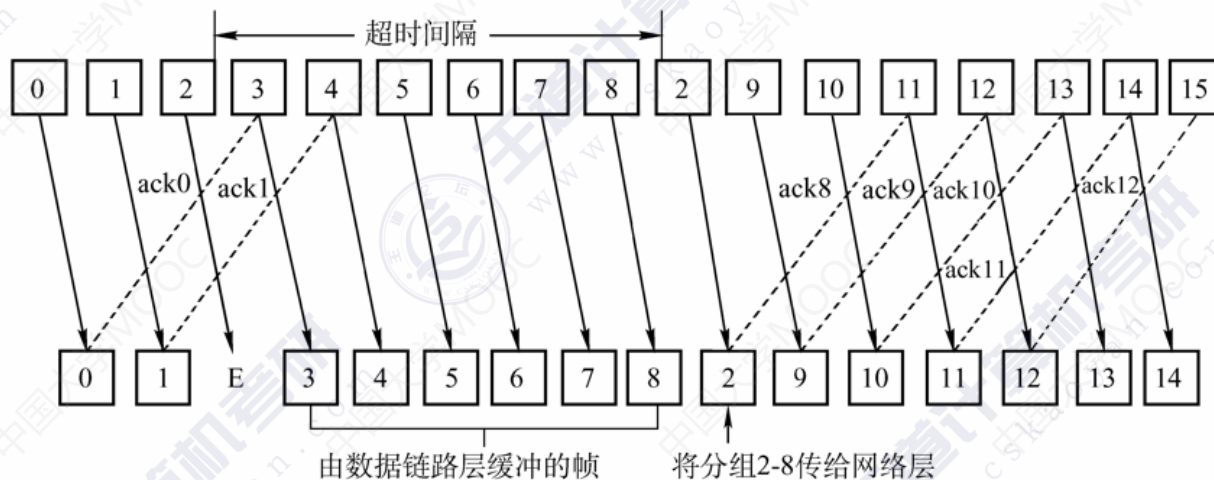 超时间隔
0 1 2 3 4 5 6 7 8 2 9 10 11 12 13 14 15
ack0 ack1 ack8 ack9 ack10 ack12
ack11
0 1 E 3 4 5 6 7 8 2 9 10 11 12 13 14
由数据链路层缓冲的帧 将分组2-8传给网络层